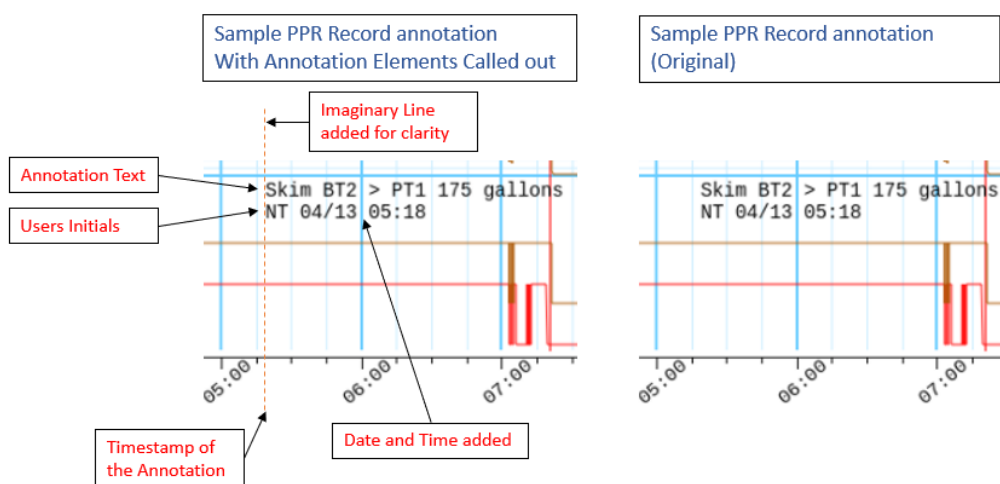 Sample PPR Record annotation
With Annotation Elements Called out
Sample PPR Record annotation
(Original)
Imaginary Line
added for clarity
Annotation Text
Users Initials
Skim BT2 > PT1 175 gallons
NT 04/13 05:18
Skim BT2 > PT1 175 gallons
NT 04/13 05:18
05:00
06:00
07:00
05:00
06:00
07:00
Timestamp of
the Annotation
Date and Time added